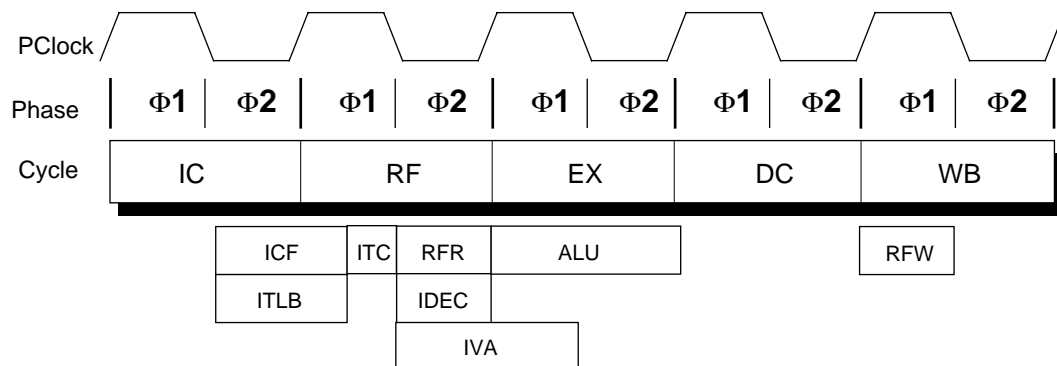 PClock
Phase Φ1 Φ2 Φ1 Φ2 Φ1 Φ2 Φ1 Φ2 Φ1 Φ2
Cycle IC RF EX DC WB
ICF ITC RFR ALU RFW
ITLB IDEC
IVA